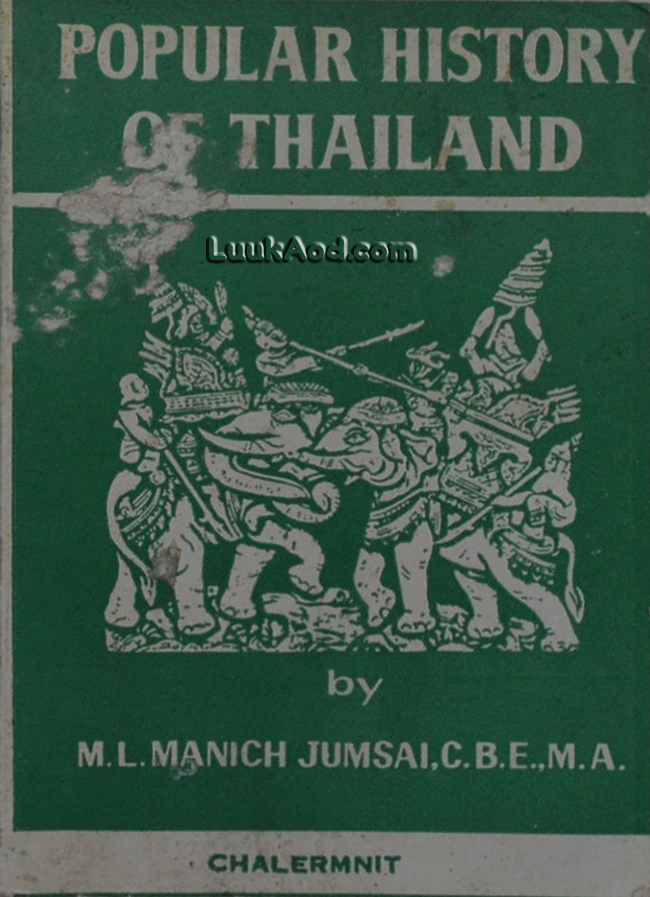 POPULAR HISTORY
OF THAILAND
LuukAod.com
by
M.L.MANICH JUMSAI,C.B.E.,M.A.
CHALERMNIT